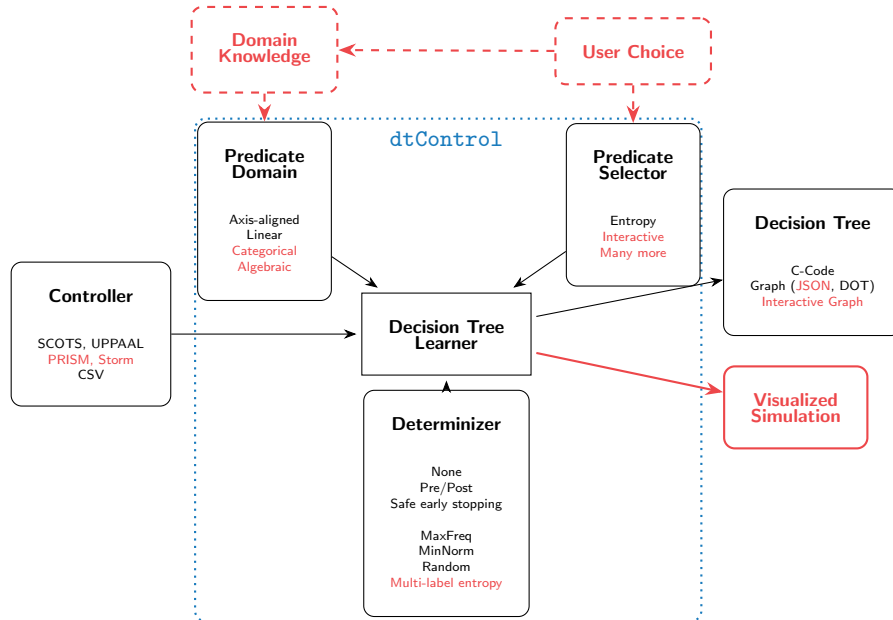 Domain
Knowledge
User Choice
dtControl
Predicate
Domain
Axis-aligned
Linear
Categorical
Algebraic
Predicate
Selector
Entropy
Interactive
Many more
Decision Tree
C-Code
Graph (JSON, DOT)
Interactive Graph
Controller
SCOTS, UPPAAL
PRISM, Storm
CSV
Decision Tree
Learner
Visualized
Simulation
Determinizer
None
Pre/Post
Safe early stopping
MaxFreq
MinNorm
Random
Multi-label entropy